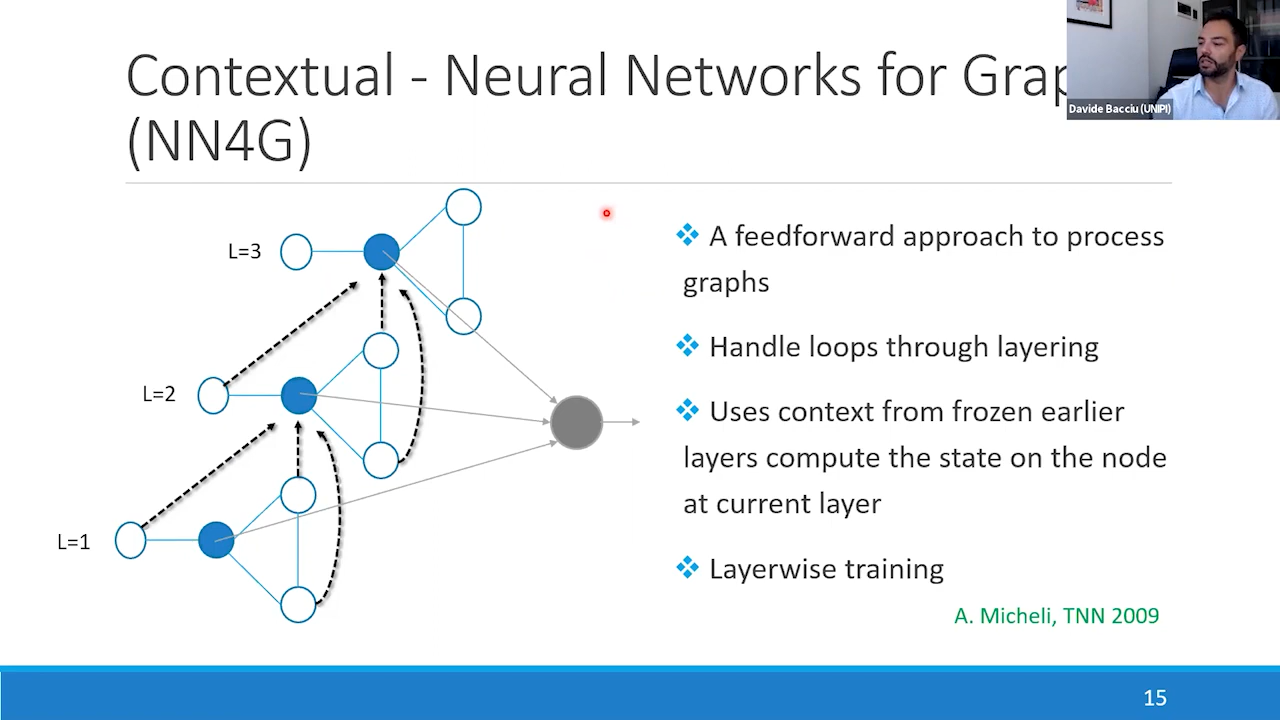 Contextual - Neural Networks for
(NN4G)
Davide Bacciu (UNIPI)
L=3
L=2
L=1
A feedforward approach to process
graphs
Handle loops through layering
Uses context from frozen earlier
layers compute the state on the node
at current layer
Layerwise training
A. Micheli, TNN 2009
15